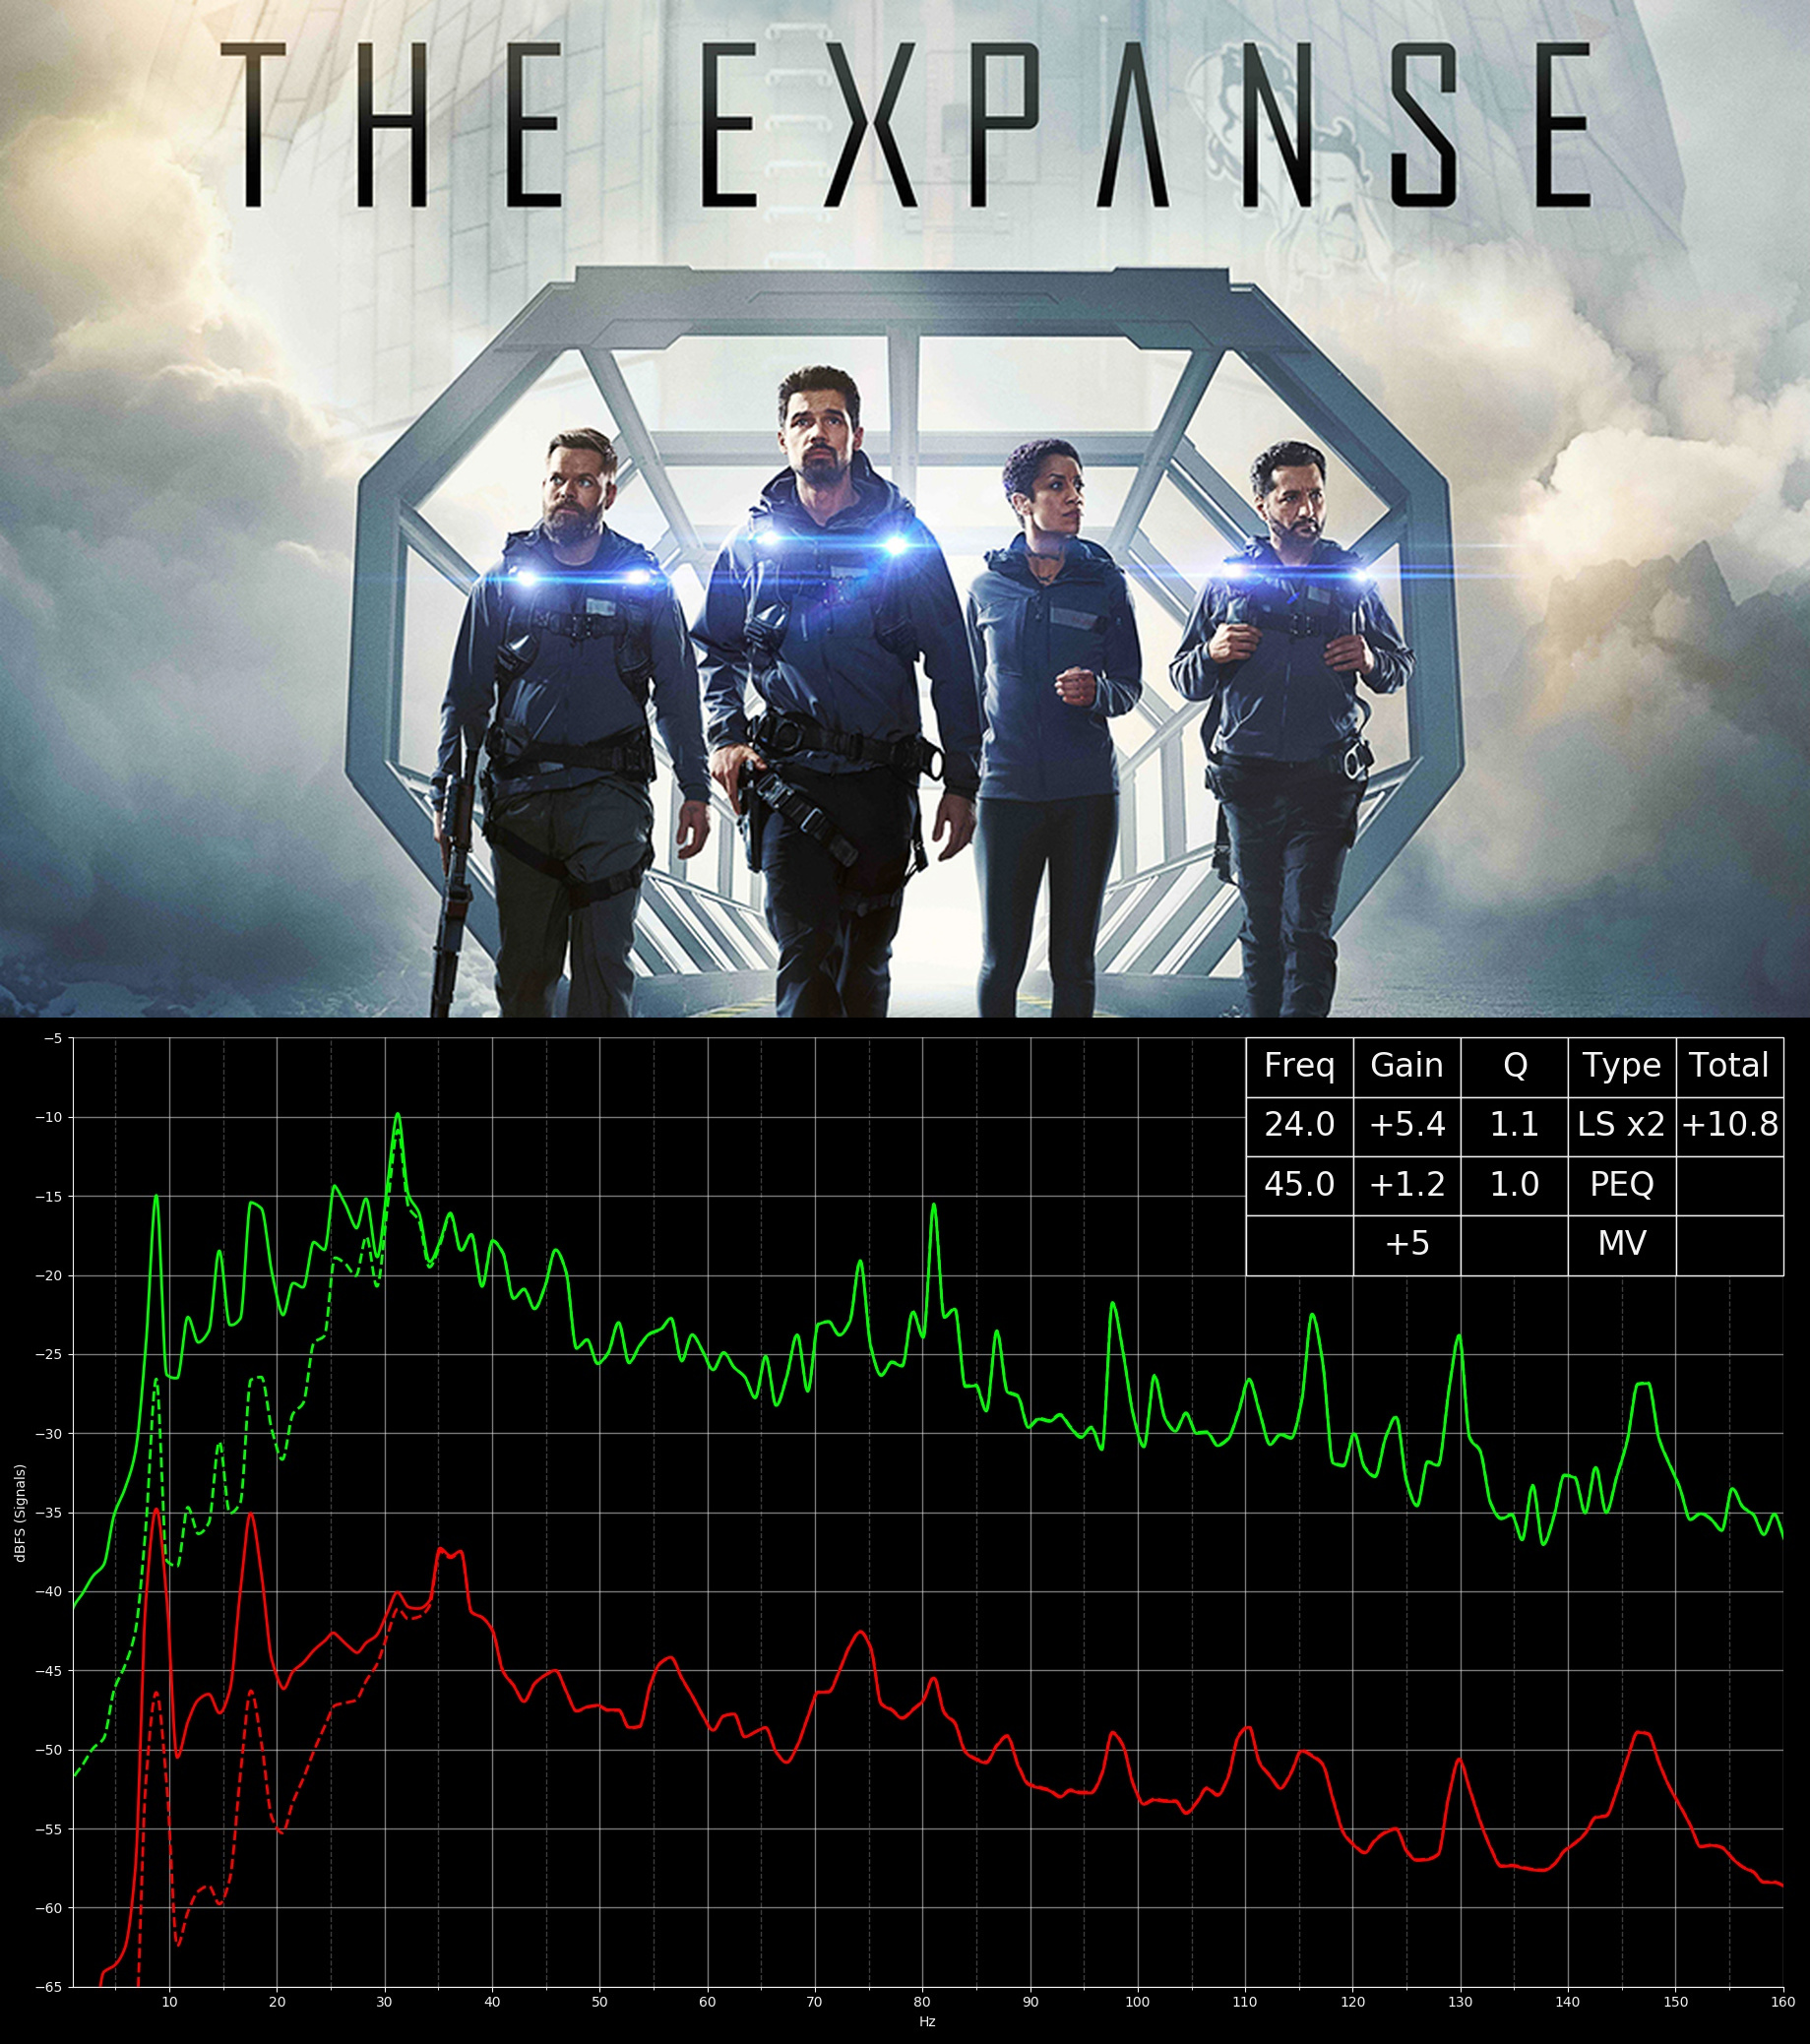 THE EXPANSE
Freq Gain Q Type Total
24.0 +5.4 1.1 LS x2 +10.8
45.0 +1.2 1.0 PEQ
+5 MV
−5
−10
−15
−20
−25
−30
−35
−40
−45
−50
−55
−60
−65
dBFS (Signals)
10 20 30 40 50 60 70 80 90 100 110 120 130 140 150 160
Hz